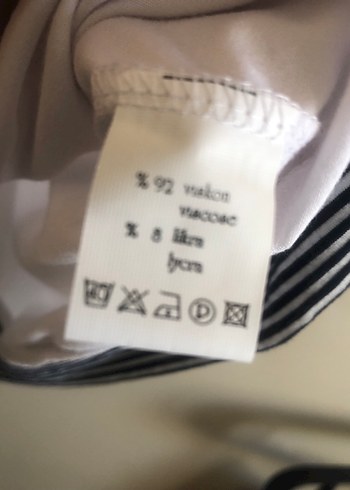 % 92 viskon
viscose
% 8 likra
lycra
P